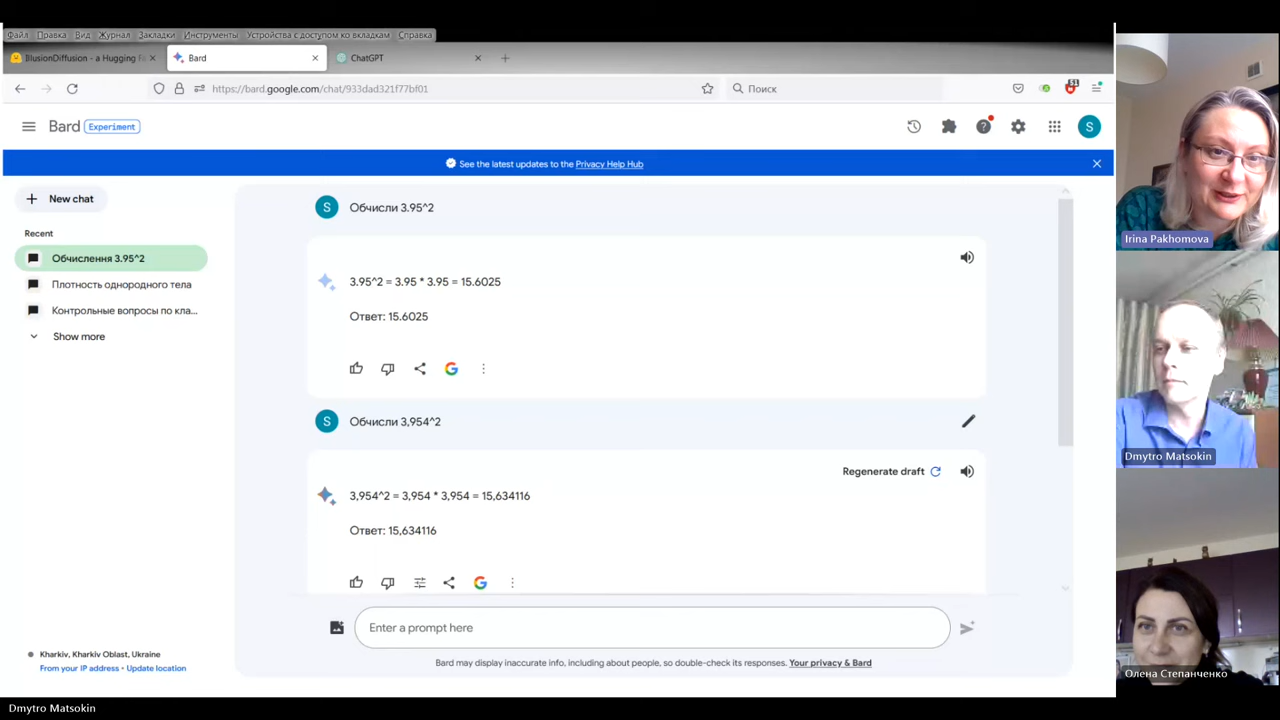 Файл Правка Вид Журнал Закладки Инструменты Устройства с доступом ко вкладкам Справка
IllusionDiffusion - a Hugging F
Bard
ChatGPT
https://bard.google.com/chat/933dad321f77bf01
Поиск
51
Bard Experiment
S
See the latest updates to the Privacy Help Hub
New chat
Recent
Обчислення 3.95^2
Плотность однородного тела
Контрольные вопросы по кла...
Show more
S Обчисли 3.95^2
3.95^2 = 3.95 * 3.95 = 15.6025
Ответ: 15.6025
S Обчисли 3,954^2
Regenerate draft
3,954^2 = 3,954 * 3,954 = 15,634116
Ответ: 15,634116
Enter a prompt here
Bard may display inaccurate info, including about people, so double-check its responses. Your privacy & Bard
Kharkiv, Kharkiv Oblast, Ukraine
From your IP address • Update location
Irina Pakhomova
Dmytro Matsokin
Олена Степанченко
Dmytro Matsokin